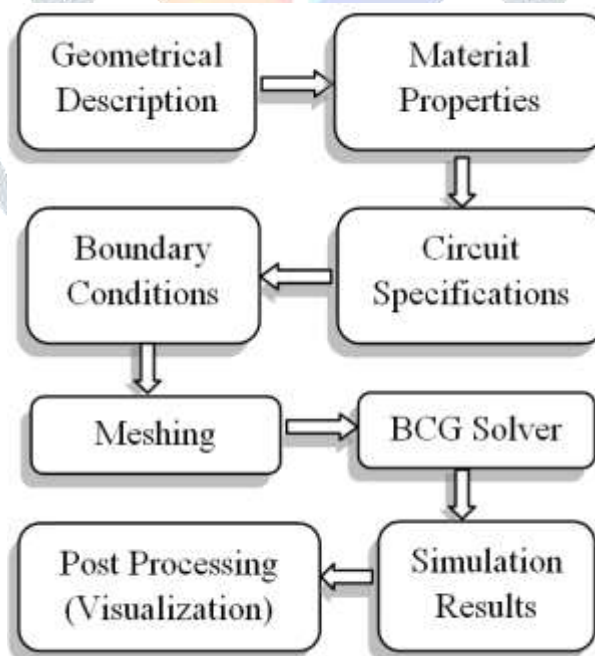 Geometrical
Description
Material
Properties
Circuit
Specifications
Boundary
Conditions
Meshing
BCG Solver
Simulation
Results
Post Processing
(Visualization)